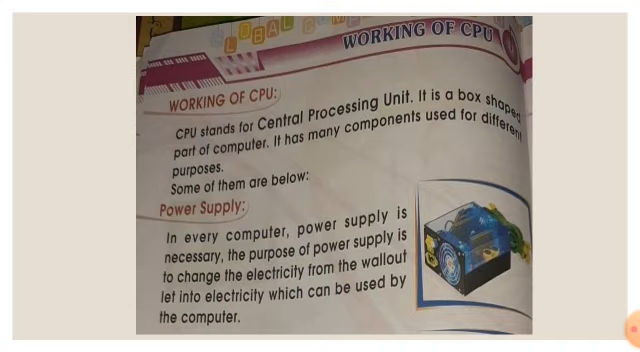 WORKING OF CPU
WORKING OF CPU:
CPU stands for Central Processing Unit. It is a box shaped
part of computer. It has many components used for different
purposes.
Some of them are below:
Power Supply:
In every computer, power supply is
necessary, the purpose of power supply is
to change the electricity from the wallout
let into electricity which can be used by
the computer.